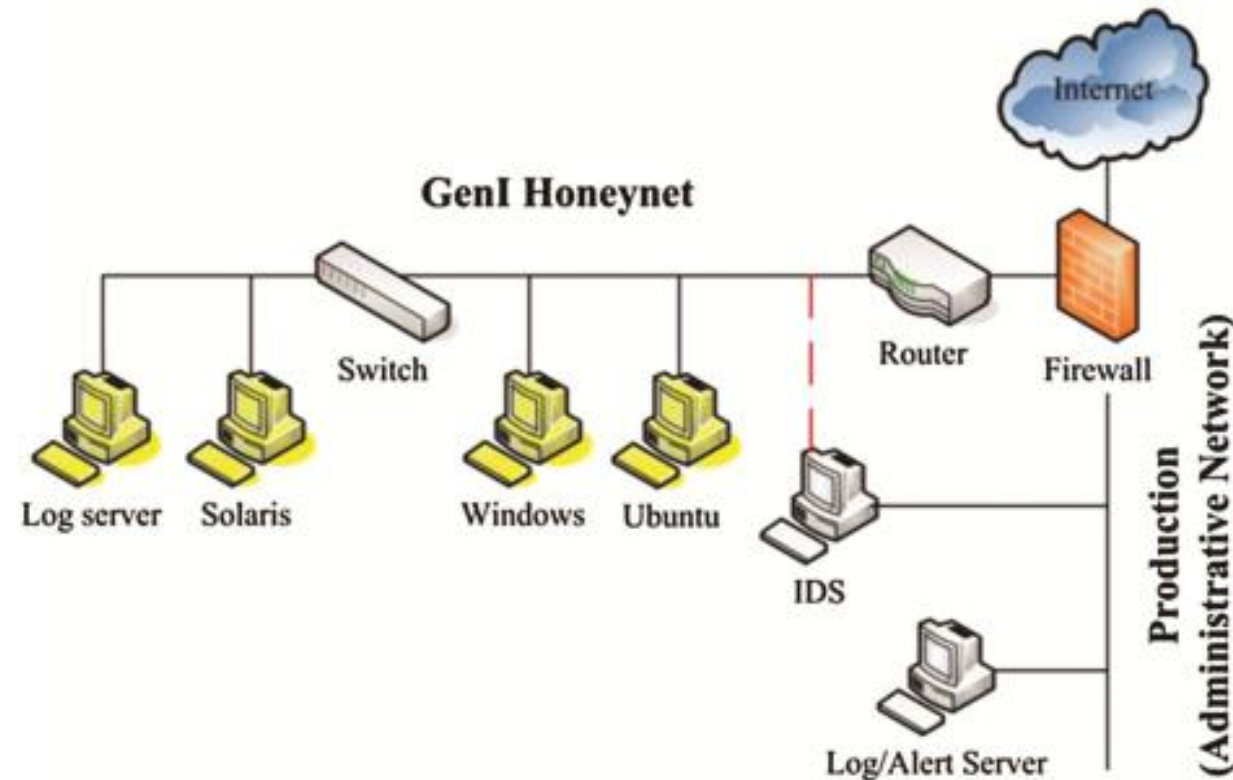 Internet
GenI Honeynet
Switch
Router
Firewall
Log server
Solaris
Windows
Ubuntu
IDS
Log/Alert Server
Production
(Administrative Network)